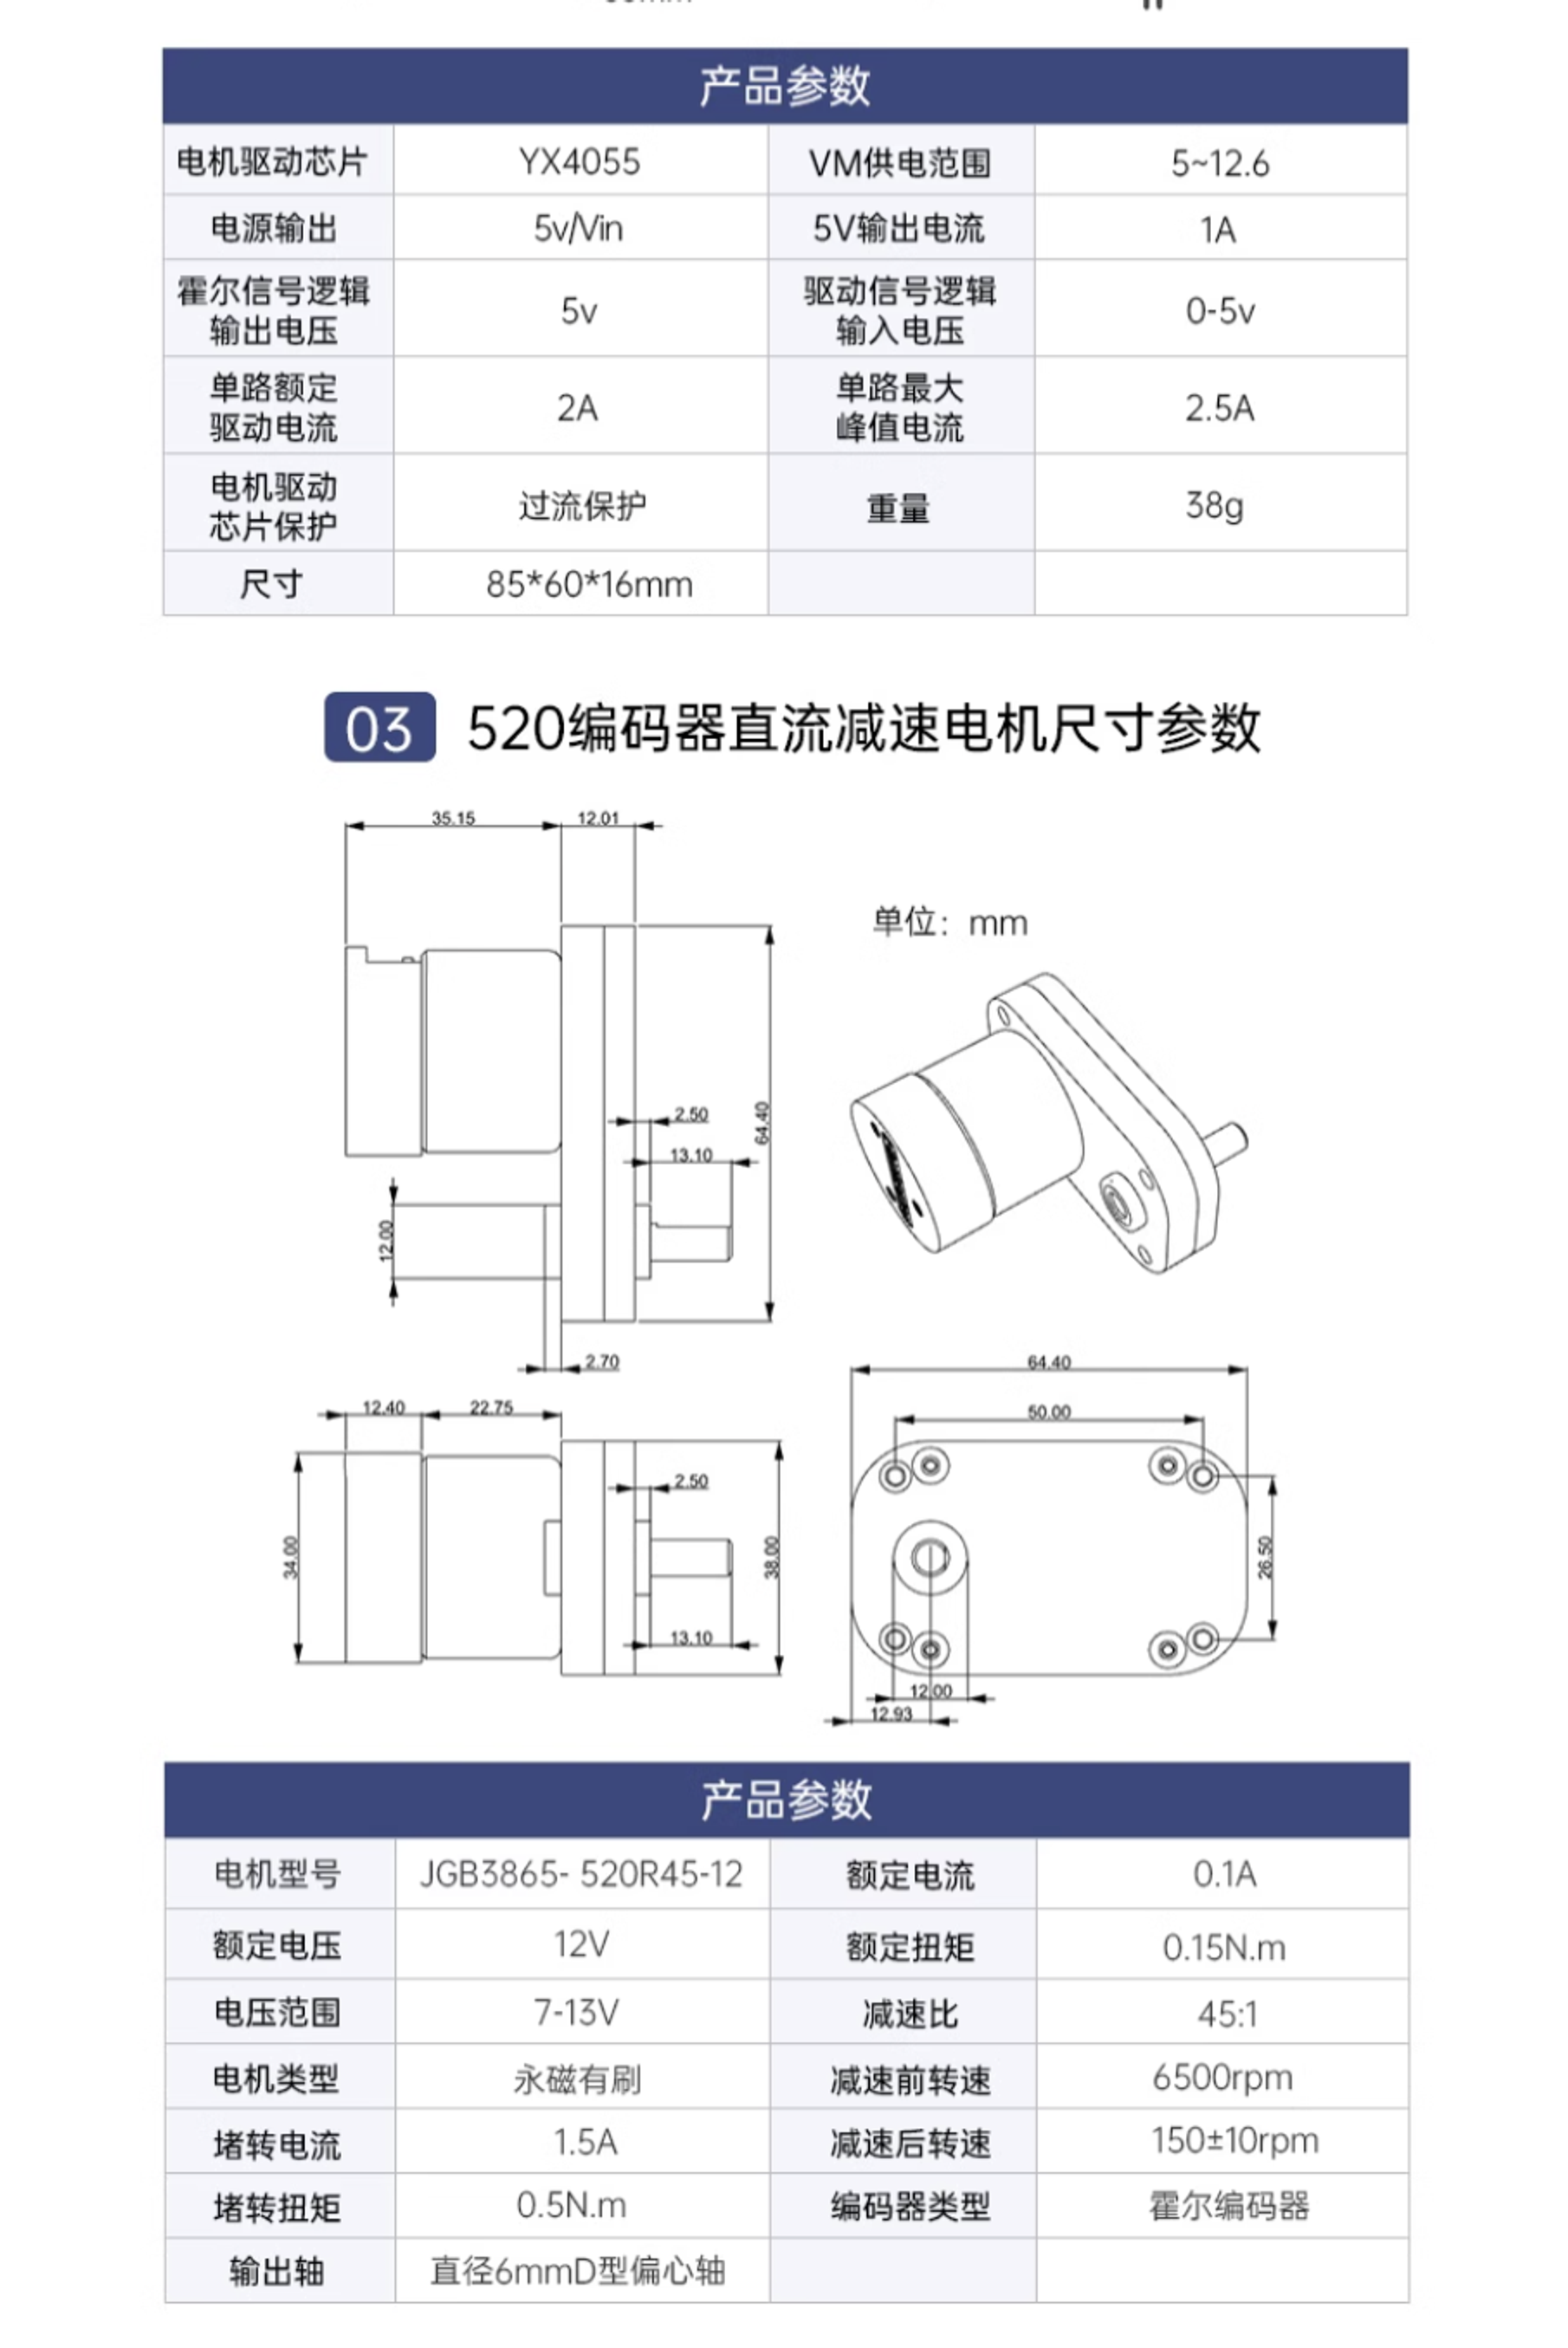 产品参数
电机驱动芯片 YX4055 VM供电范围 5~12.6
电源输出 5v/Vin 5V输出电流 1A
霍尔信号逻辑
输出电压 5v 驱动信号逻辑
输入电压 0-5v
单路额定
驱动电流 2A 单路最大
峰值电流 2.5A
电机驱动
芯片保护 过流保护 重量 38g
尺寸 85*60*16mm
03 520编码器直流减速电机尺寸参数
35.15 12.01
单位：mm
2.50
64.40
13.10
12.00
2.70
64.40
12.40 22.75
50.00
2.50
34.00
38.00
26.50
13.10
12.00
12.93
产品参数
电机型号 JGB3865- 520R45-12 额定电流 0.1A
额定电压 12V 额定扭矩 0.15N.m
电压范围 7-13V 减速比 45:1
电机类型 永磁有刷 减速前转速 6500rpm
堵转电流 1.5A 减速后转速 150±10rpm
堵转扭矩 0.5N.m 编码器类型 霍尔编码器
输出轴 直径6mmD型偏心轴